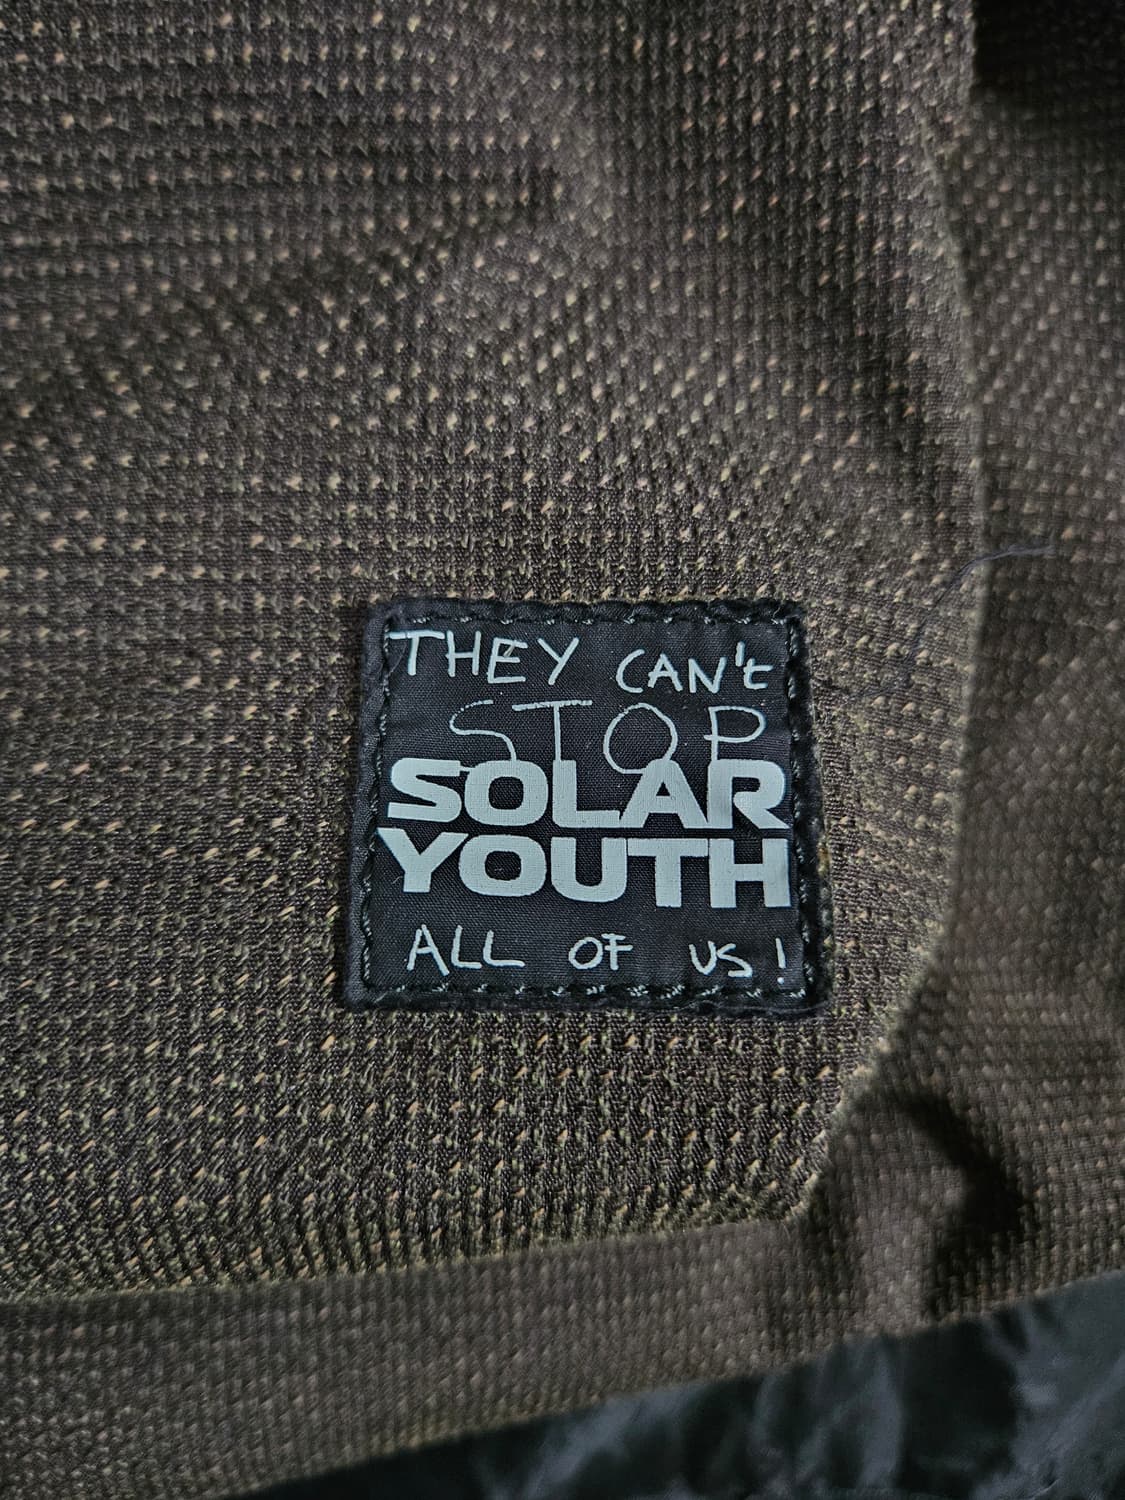 THEY CAN't
STOP
SOLAR
YOUTH
ALL OF US!